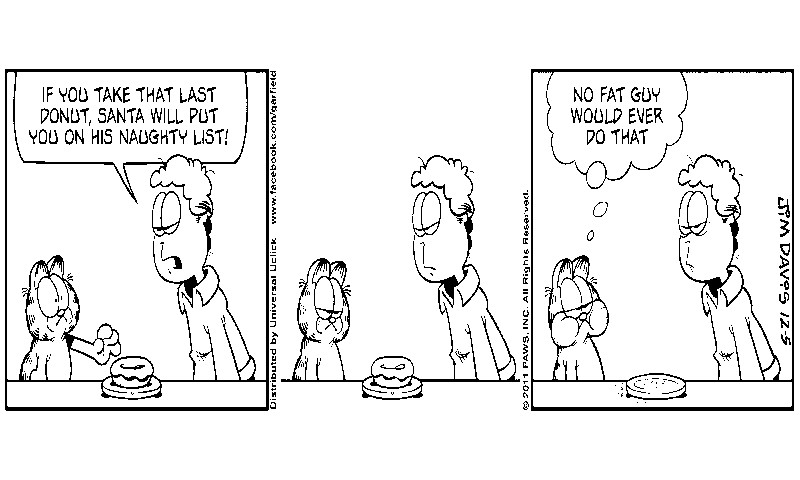 IF YOU TAKE THAT LAST
DONUT, SANTA WILL PUT
YOU ON HIS NAUGHTY LIST!
Distributed by Universal Uclick www.facebook.com/garfield
© 2011 PAWS, INC. All Rights Reserved.
NO FAT GUY
WOULD EVER
DO THAT
JIM DAVIS 12-5